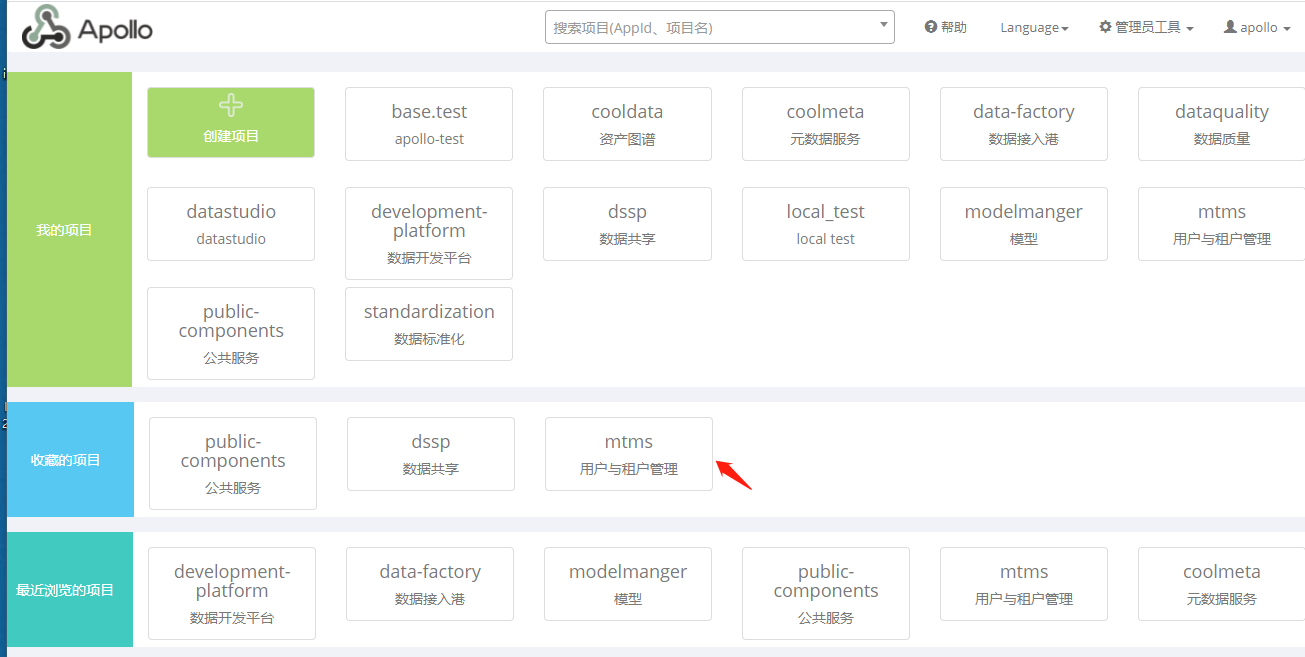 Apollo
搜索项目(AppId、项目名)
帮助
Language
管理员工具
apollo
我的项目
创建项目
base.test
apollo-test
cooldata
资产图谱
coolmeta
元数据服务
data-factory
数据接入港
dataquality
数据质量
datastudio
datastudio
development-
platform
数据开发平台
dssp
数据共享
local_test
local test
modelmanger
模型
mtms
用户与租户管理
public-
components
公共服务
standardization
数据标准化
收藏的项目
public-
components
公共服务
dssp
数据共享
mtms
用户与租户管理
最近浏览的项目
development-
platform
数据开发平台
data-factory
数据接入港
modelmanger
模型
public-
components
公共服务
mtms
用户与租户管理
coolmeta
元数据服务